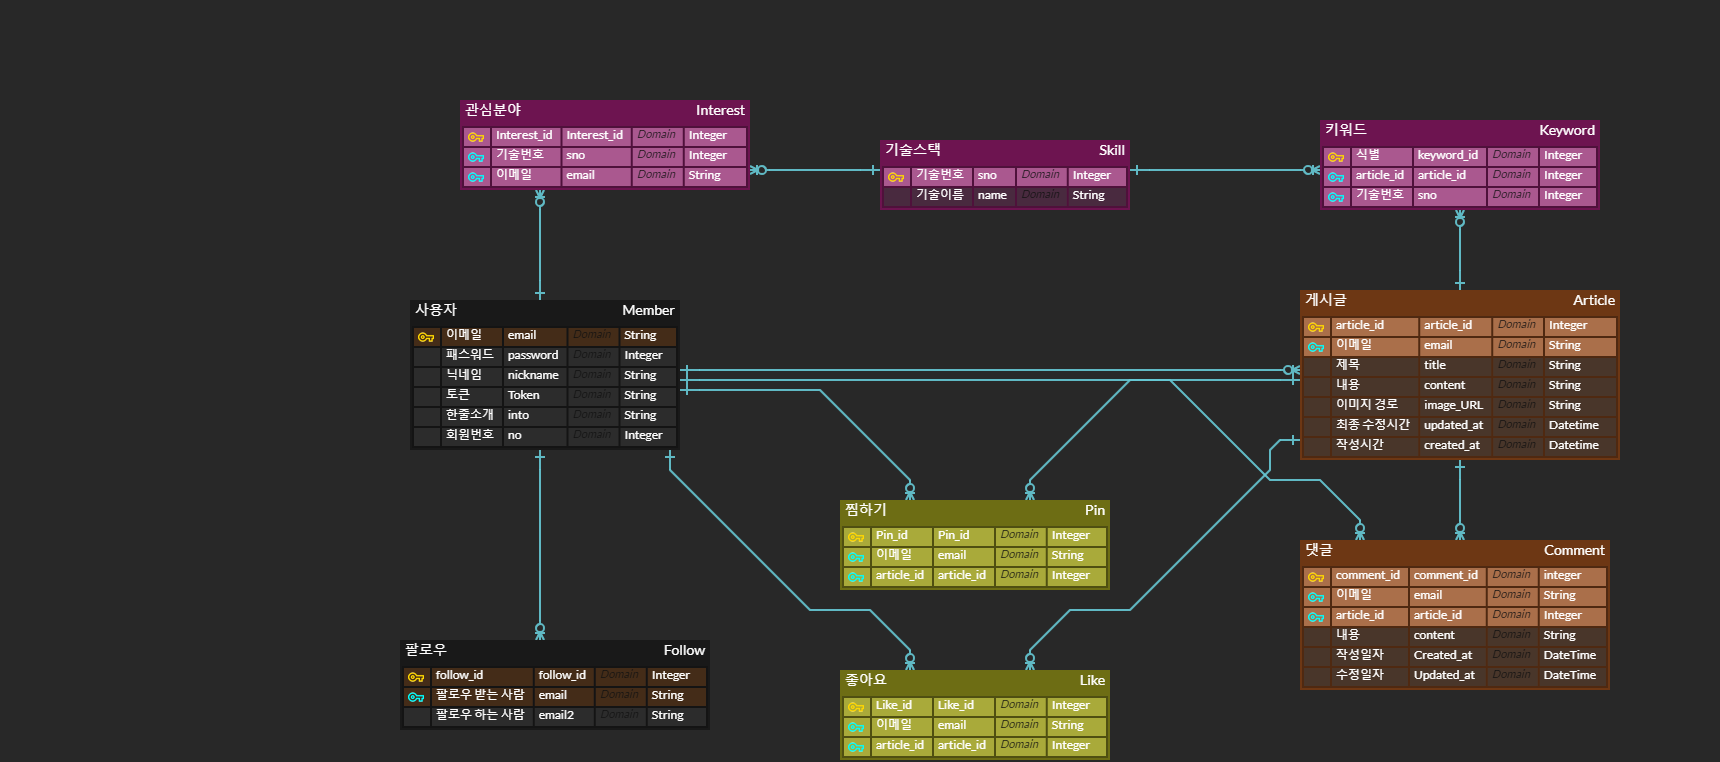 관심분야 Interest
Interest_id Interest_id Domain Integer
기술번호 sno Domain Integer
이메일 email Domain String
기술스택 Skill
기술번호 sno Domain Integer
기술이름 name Domain String
키워드 Keyword
식별 keyword_id Domain Integer
article_id article_id Domain Integer
기술번호 sno Domain Integer
사용자 Member
이메일 email Domain String
패스워드 password Domain Integer
닉네임 nickname Domain String
토큰 Token Domain String
한줄소개 into Domain String
회원번호 no Domain Integer
게시글 Article
article_id article_id Domain Integer
이메일 email Domain String
제목 title Domain String
내용 content Domain String
이미지 경로 image_URL Domain String
최종 수정시간 updated_at Domain Datetime
작성시간 created_at Domain Datetime
찜하기 Pin
Pin_id Pin_id Domain Integer
이메일 email Domain String
article_id article_id Domain Integer
댓글 Comment
comment_id comment_id Domain integer
이메일 email Domain String
article_id article_id Domain Integer
내용 content Domain String
작성일자 Created_at Domain DateTime
수정일자 Updated_at Domain DateTime
팔로우 Follow
follow_id follow_id Domain Integer
팔로우 받는 사람 email Domain String
팔로우 하는 사람 email2 Domain String
좋아요 Like
Like_id Like_id Domain Integer
이메일 email Domain String
article_id article_id Domain Integer